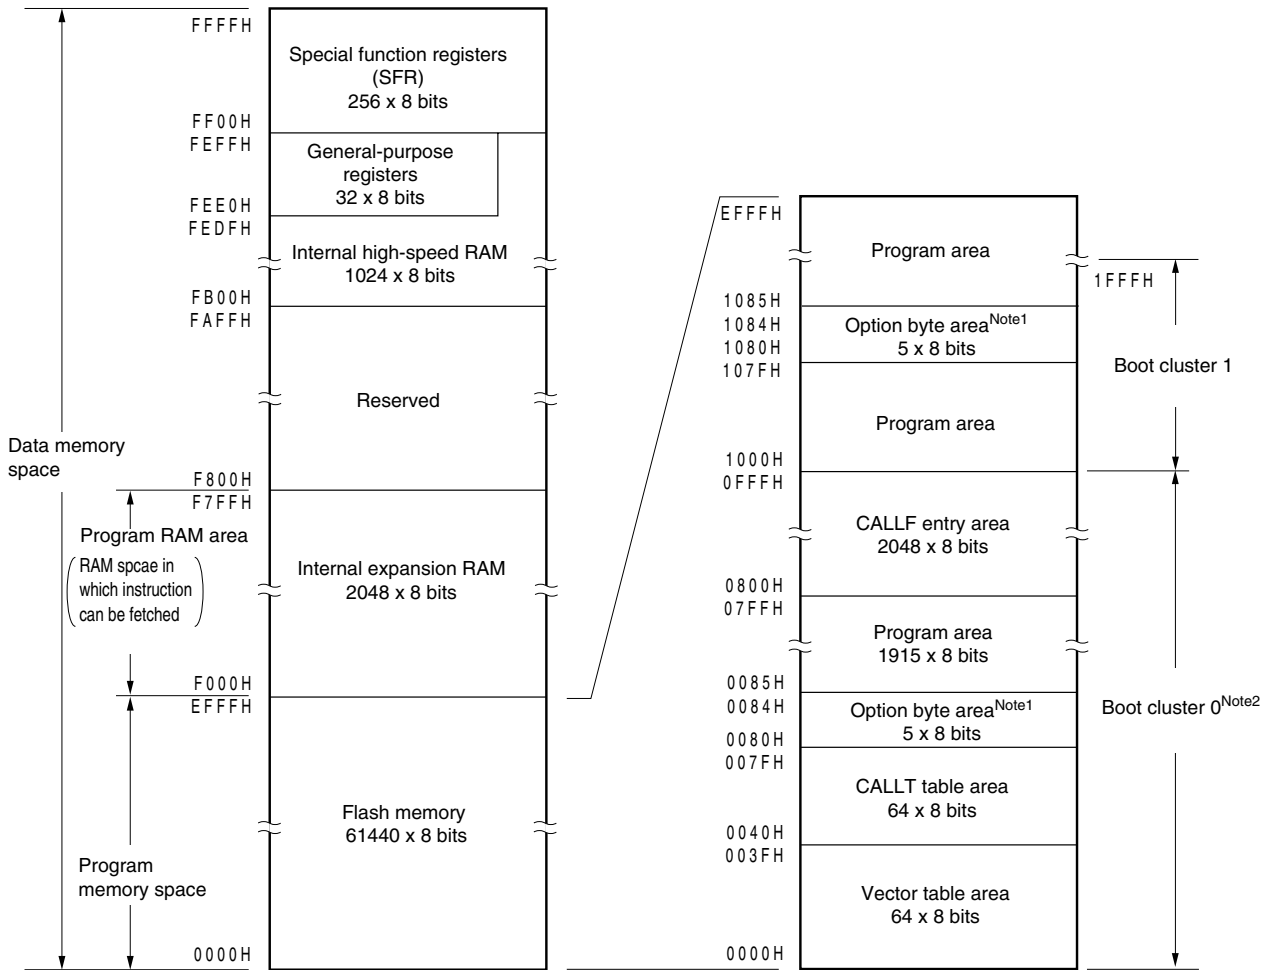 FFFFH
Special function registers
(SFR)
256 x 8 bits
FF00H
FEFFH
General-purpose
registers
32 x 8 bits
FEE0H
FEDFH
Internal high-speed RAM
1024 x 8 bits
FB00H
FAFFH
Reserved
Data memory
space
F800H
F7FFH
Program RAM area
RAM spcae in
which instruction
can be fetched
Internal expansion RAM
2048 x 8 bits
F000H
EFFFH
Flash memory
61440 x 8 bits
Program
memory space
0000H
EFFFH
Program area
1FFFH
1085H
1084H
Option byte areaNote1
5 x 8 bits
1080H
107FH
Boot cluster 1
Program area
1000H
0FFFH
CALLF entry area
2048 x 8 bits
0800H
07FFH
Program area
1915 x 8 bits
0085H
0084H
Option byte areaNote1
5 x 8 bits
Boot cluster 0Note2
0080H
007FH
CALLT table area
64 x 8 bits
0040H
003FH
Vector table area
64 x 8 bits
0000H